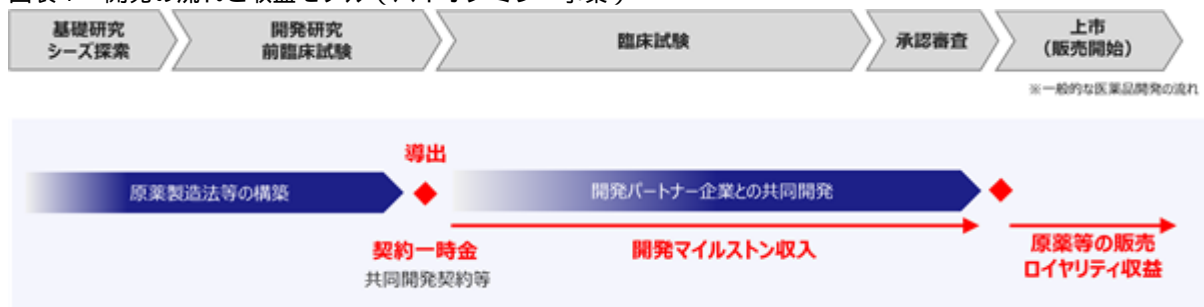 基礎研究
シーズ探索
開発研究
前臨床試験
臨床試験
承認審査
上市
(販売開始)
※一般的な医薬品開発の流れ
導出
原薬製造法等の構築
開発パートナー企業との共同開発
契約一時金
共同開発契約等
開発マイルストン収入
原薬等の販売
ロイヤリティ収益